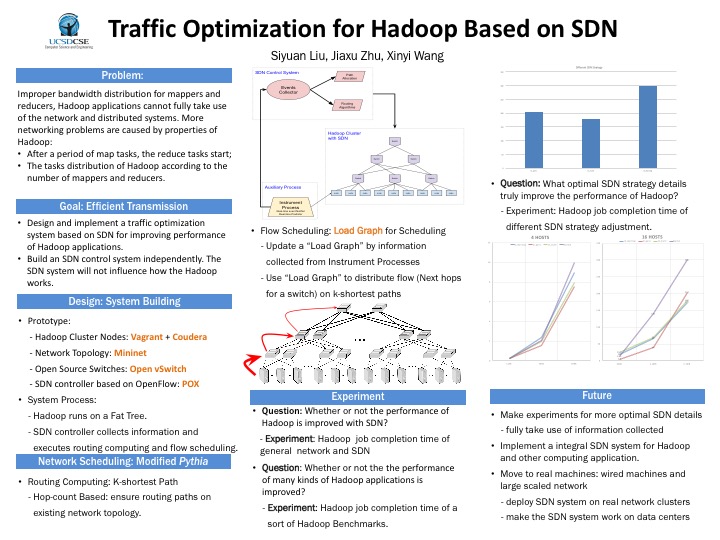 Traffic Optimization for Hadoop Based on SDN
UCSDCSE
Computer Science and Engineering
Siyuan Liu, Jiaxu Zhu, Xinyi Wang
Problem:
Improper bandwidth distribution for mappers and
reducers, Hadoop applications cannot fully take use
of the network and distributed systems. More
networking problems are caused by properties of
Hadoop:
• After a period of map tasks, the reduce tasks start;
• The tasks distribution of Hadoop according to the
number of mappers and reducers.
Goal: Efficient Transmission
• Design and implement a traffic optimization
system based on SDN for improving performance
of Hadoop applications.
• Build an SDN control system independently. The
SDN system will not influence how the Hadoop
works.
Design: System Building
• Prototype:
- Hadoop Cluster Nodes: Vagrant + Coudera
- Network Topology: Mininet
- Open Source Switches: Open vSwitch
- SDN controller based on OpenFlow: POX
• System Process:
- Hadoop runs on a Fat Tree.
- SDN controller collects information and
executes routing computing and flow scheduling.
Network Scheduling: Modified Pythia
• Routing Computing: K-shortest Path
- Hop-count Based: ensure routing paths on
existing network topology.
SDN Control System
Events
Collector
Path
Allocation
Routing
Algorithms
Hadoop Cluster
with SDN
Auxiliary Process
Instrument
Process
• Flow Scheduling: Load Graph for Scheduling
- Update a “Load Graph” by information
collected from Instrument Processes
- Use “Load Graph” to distribute flow (Next hops
for a switch) on k-shortest paths
...
Experiment
• Question: Whether or not the performance of
Hadoop is improved with SDN?
- Experiment: Hadoop job completion time of
general network and SDN
• Question: Whether or not the the performance
of many kinds of Hadoop applications is
improved?
- Experiment: Hadoop job completion time of a
sort of Hadoop Benchmarks.
• Question: What optimal SDN strategy details
truly improve the performance of Hadoop?
- Experiment: Hadoop job completion time of
different SDN strategy adjustment.
4 HOSTS
16 HOSTS
Future
• Make experiments for more optimal SDN details
- fully take use of information collected
• Implement a integral SDN system for Hadoop
and other computing application.
• Move to real machines: wired machines and
large scaled network
- deploy SDN system on real network clusters
- make the SDN system work on data centers